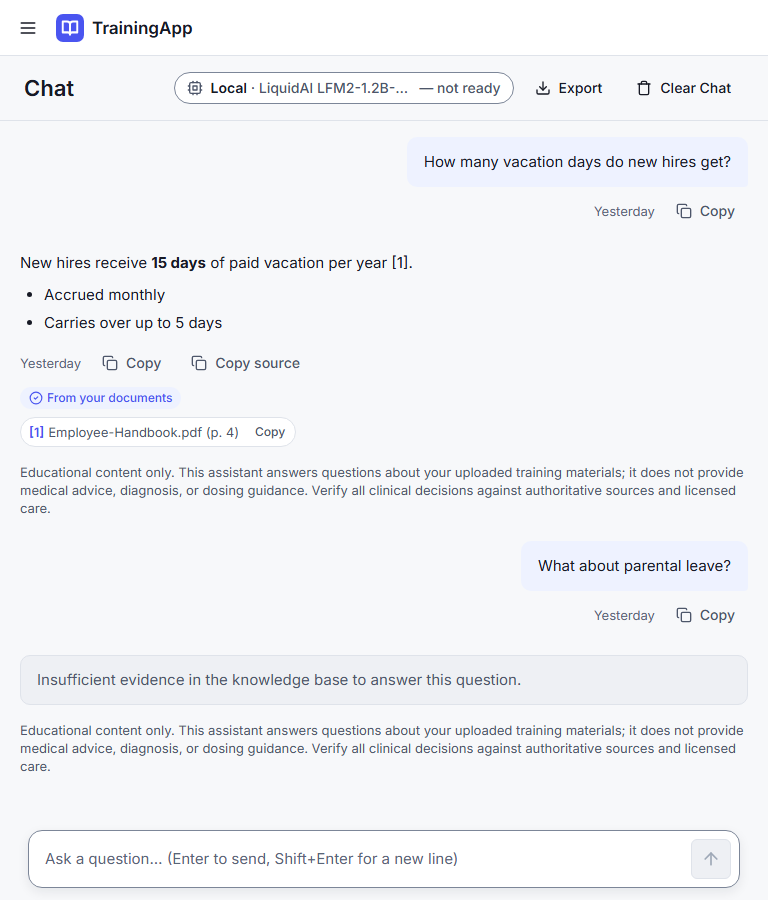 TrainingApp
Chat
Local · LiquidAI LFM2-1.2B-... — not ready
Export
Clear Chat
How many vacation days do new hires get?
Yesterday
Copy
New hires receive 15 days of paid vacation per year [1].
• Accrued monthly
• Carries over up to 5 days
Yesterday
Copy
Copy source
From your documents
[1] Employee-Handbook.pdf (p. 4)
Copy
Educational content only. This assistant answers questions about your uploaded training materials; it does not provide
medical advice, diagnosis, or dosing guidance. Verify all clinical decisions against authoritative sources and licensed
care.
What about parental leave?
Yesterday
Copy
Insufficient evidence in the knowledge base to answer this question.
Educational content only. This assistant answers questions about your uploaded training materials; it does not provide
medical advice, diagnosis, or dosing guidance. Verify all clinical decisions against authoritative sources and licensed
care.
Ask a question... (Enter to send, Shift+Enter for a new line)